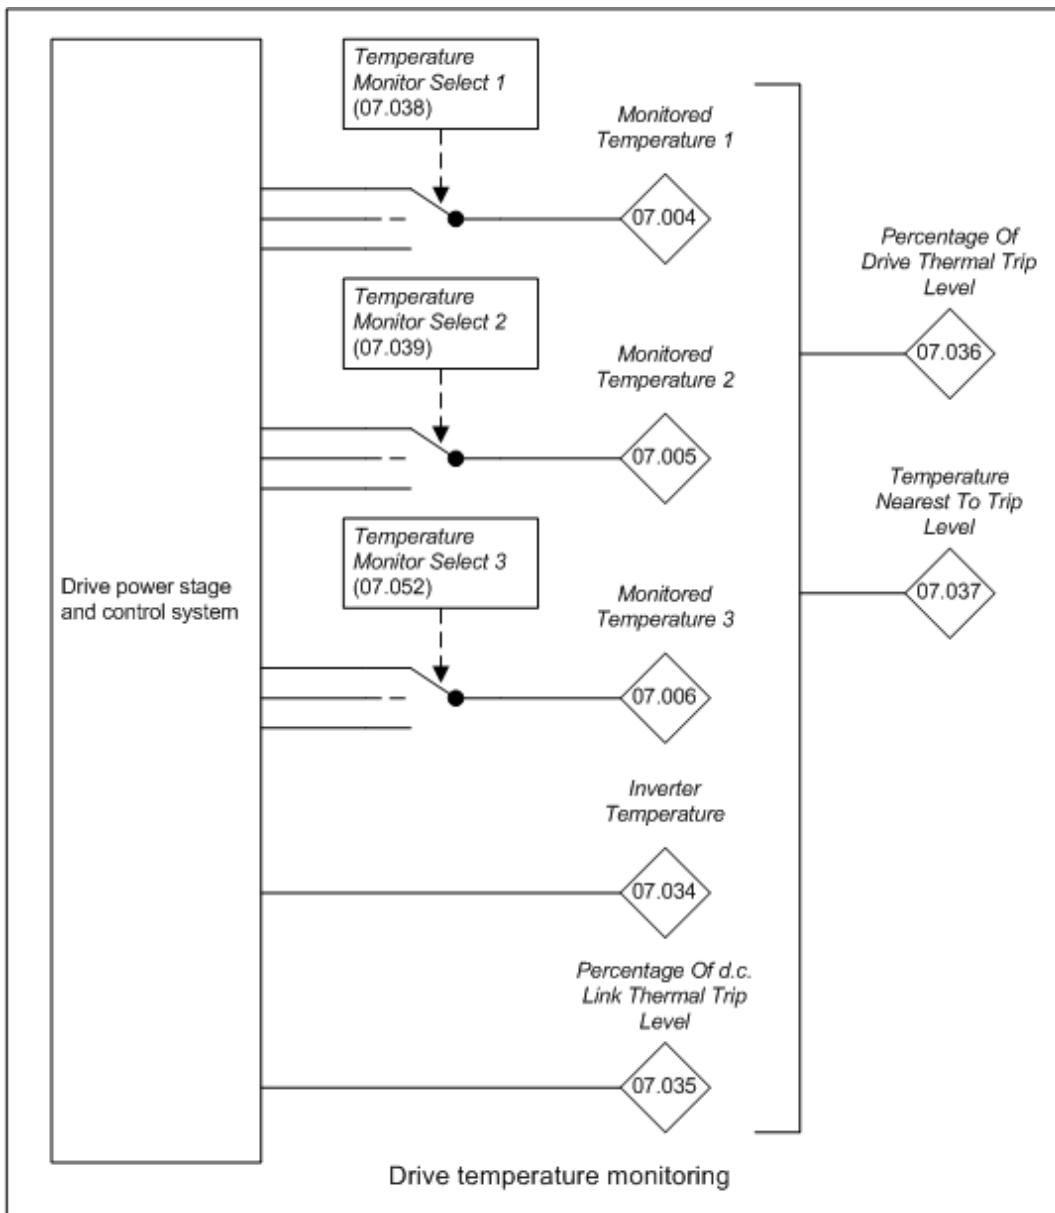 Temperature
Monitor Select 1
(07.038)
Monitored
Temperature 1
07.004
Temperature
Monitor Select 2
(07.039)
Monitored
Temperature 2
07.005
Temperature
Monitor Select 3
(07.052)
Monitored
Temperature 3
07.006
Drive power stage
and control system
Inverter
Temperature
07.034
Percentage Of d.c.
Link Thermal Trip
Level
07.035
Percentage Of
Drive Thermal Trip
Level
07.036
Temperature
Nearest To Trip
Level
07.037
Drive temperature monitoring